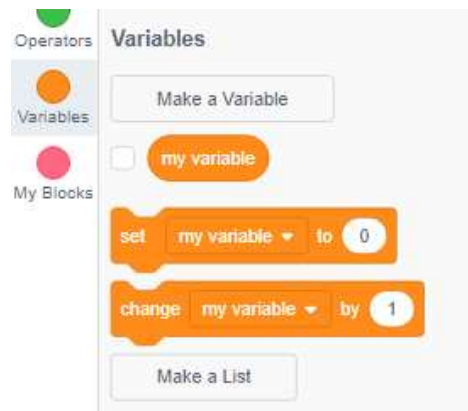 Operators
Variables
My Blocks
Variables
Make a Variable
my variable
set my variable to 0
change my variable by 1
Make a List